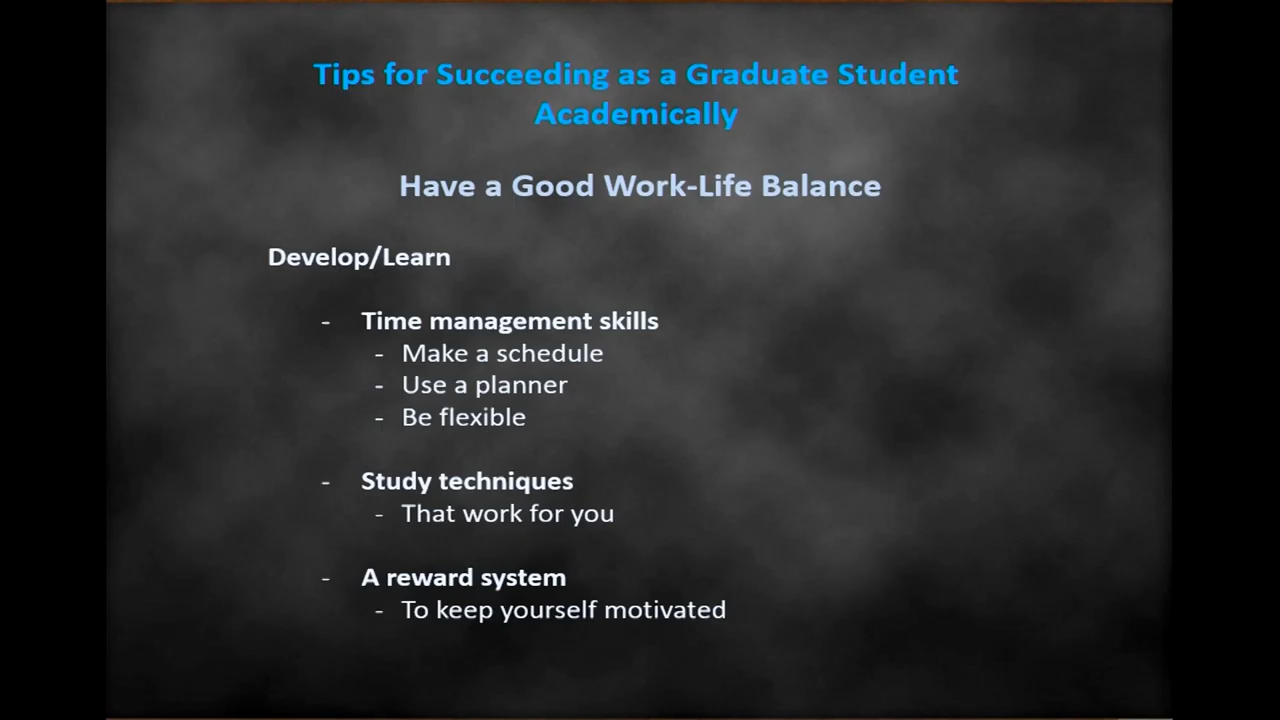 Tips for Succeeding as a Graduate Student
Academically
Have a Good Work-Life Balance
Develop/Learn
- Time management skills
- Make a schedule
- Use a planner
- Be flexible
- Study techniques
- That work for you
- A reward system
- To keep yourself motivated